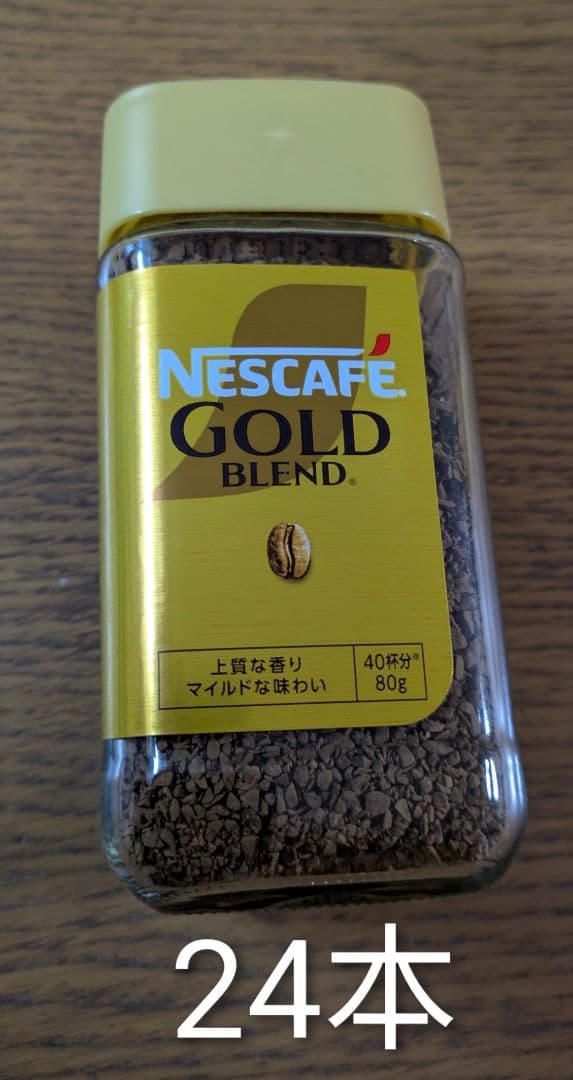 NESCAFÉ®
GOLD
BLEND®
上質な香り
マイルドな味わい
40杯分※
80g
24本